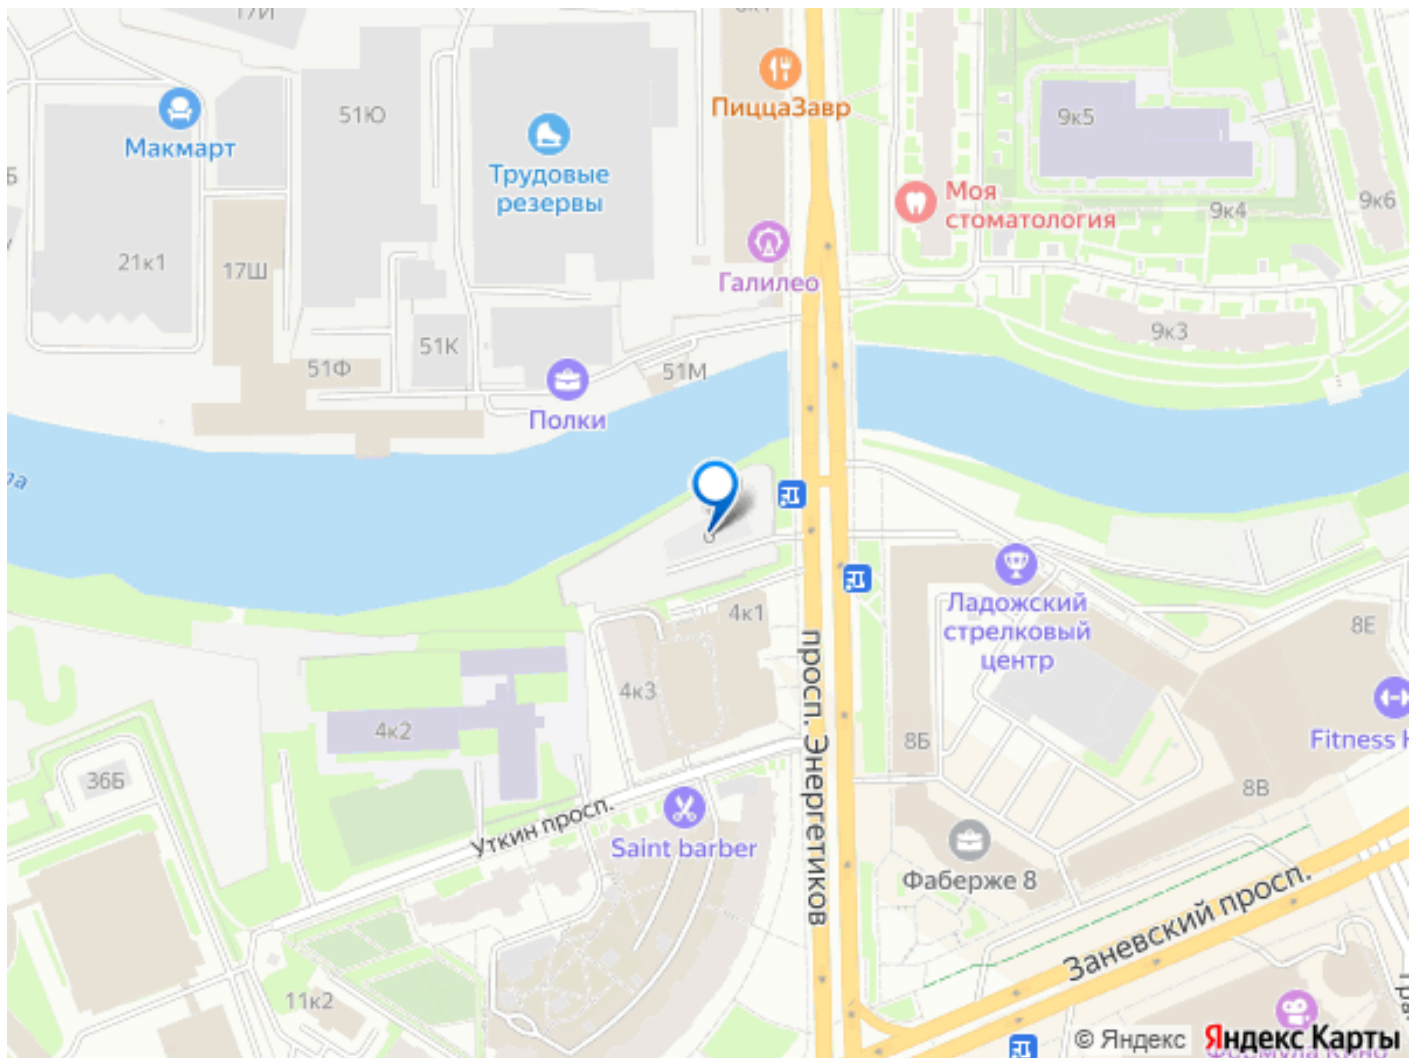 17И
51Ю
ПиццаЗавр
9к5
Макмарт
Трудовые
резервы
Моя
стоматология
9к4
9к6
21к1
17Ш
Галилео
51К
9к3
51Ф
51М
Полки
Ладожский
стрелковый
центр
4к1
8Е
4к3
4к2
просп. Энергетиков
8Б
Fitness H
36Б
8В
Уткин просп.
Saint barber
Фаберже 8
Заневский просп.
11к2
© Яндекс
Яндекс Карты